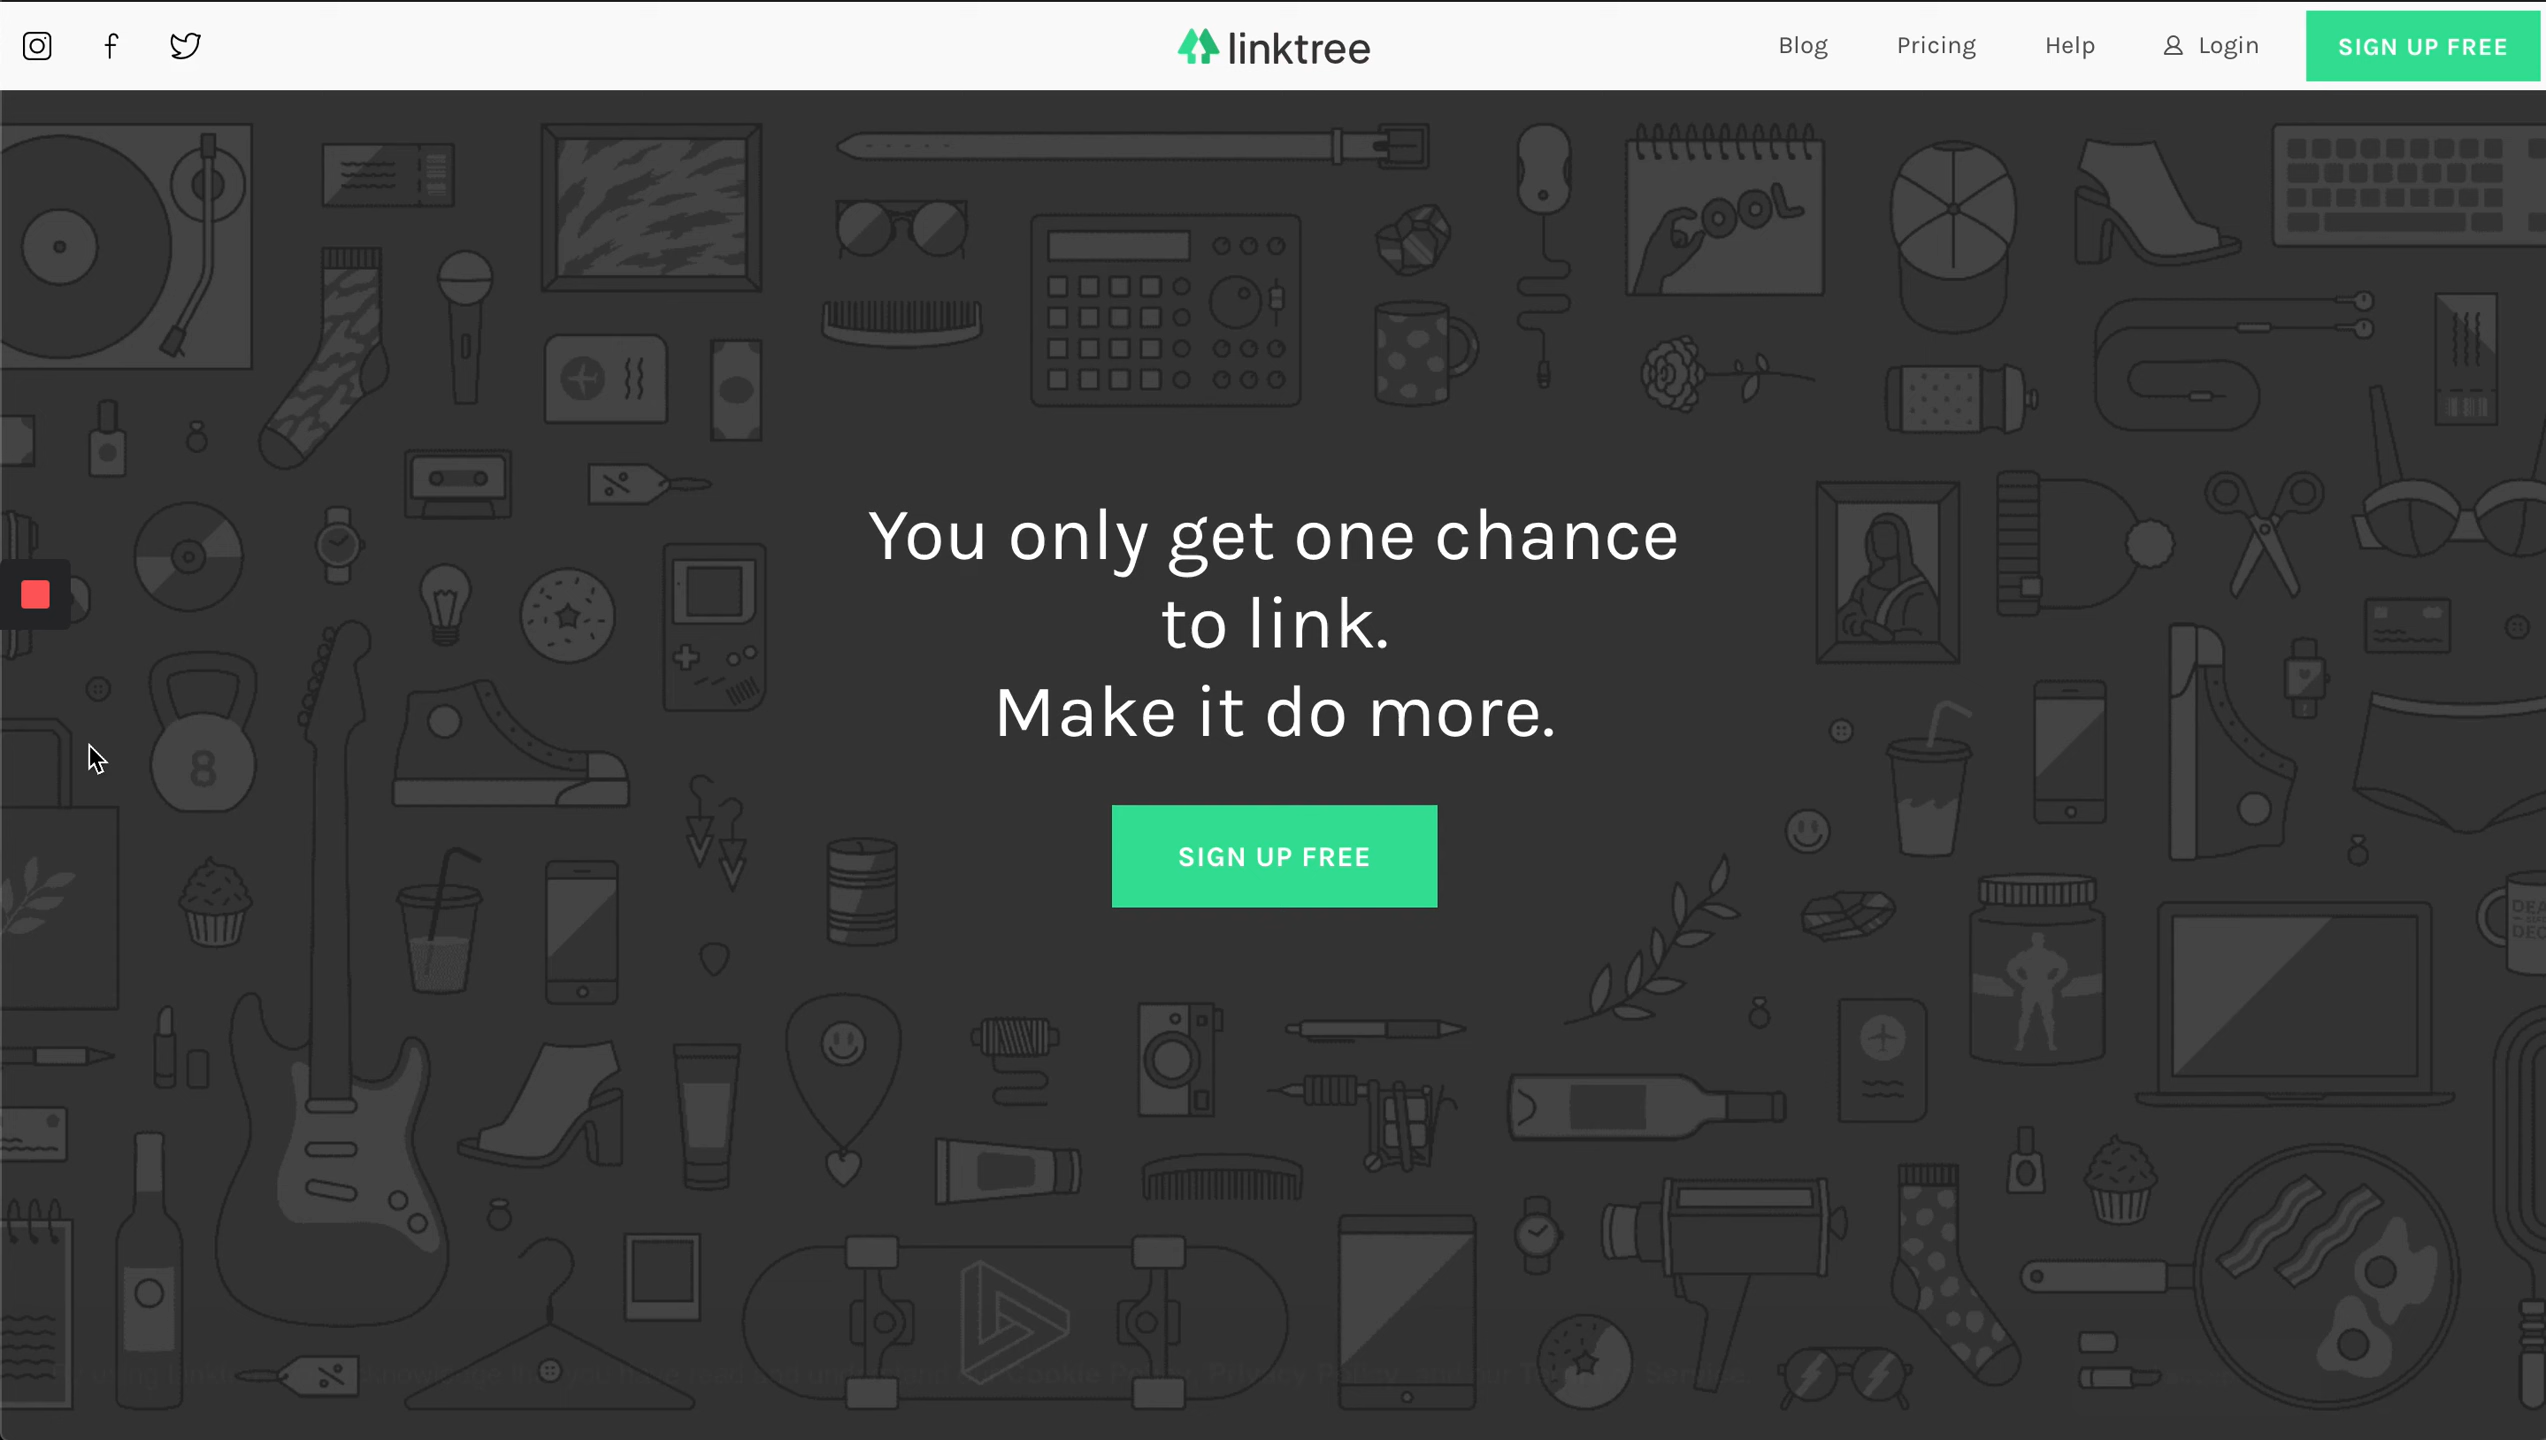 linktree
Blog
Pricing
Help
Login
SIGN UP FREE
COOL
You only get one chance
to link.
Make it do more.
SIGN UP FREE
8